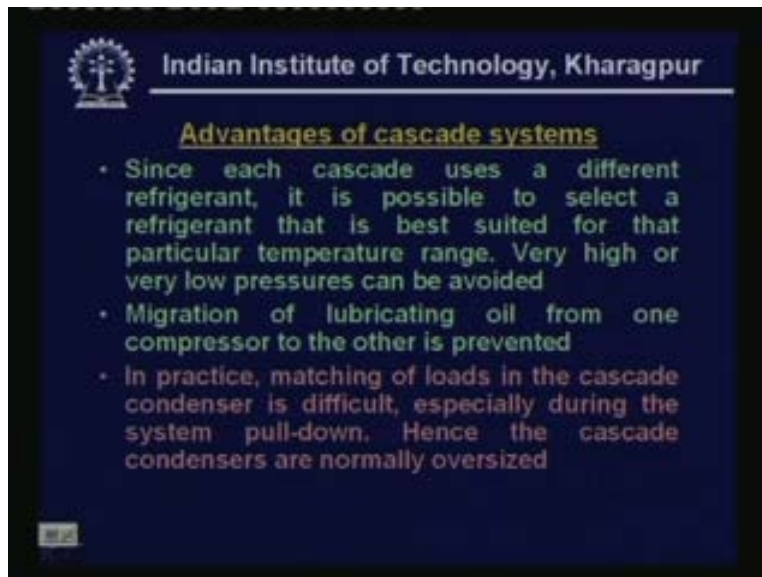 Indian Institute of Technology, Kharagpur
Advantages of cascade systems
• Since each cascade uses a different
refrigerant, it is possible to select a
refrigerant that is best suited for that
particular temperature range. Very high or
very low pressures can be avoided
• Migration of lubricating oil from one
compressor to the other is prevented
• In practice, matching of loads in the cascade
condenser is difficult, especially during the
system pull-down. Hence the cascade
condensers are normally oversized